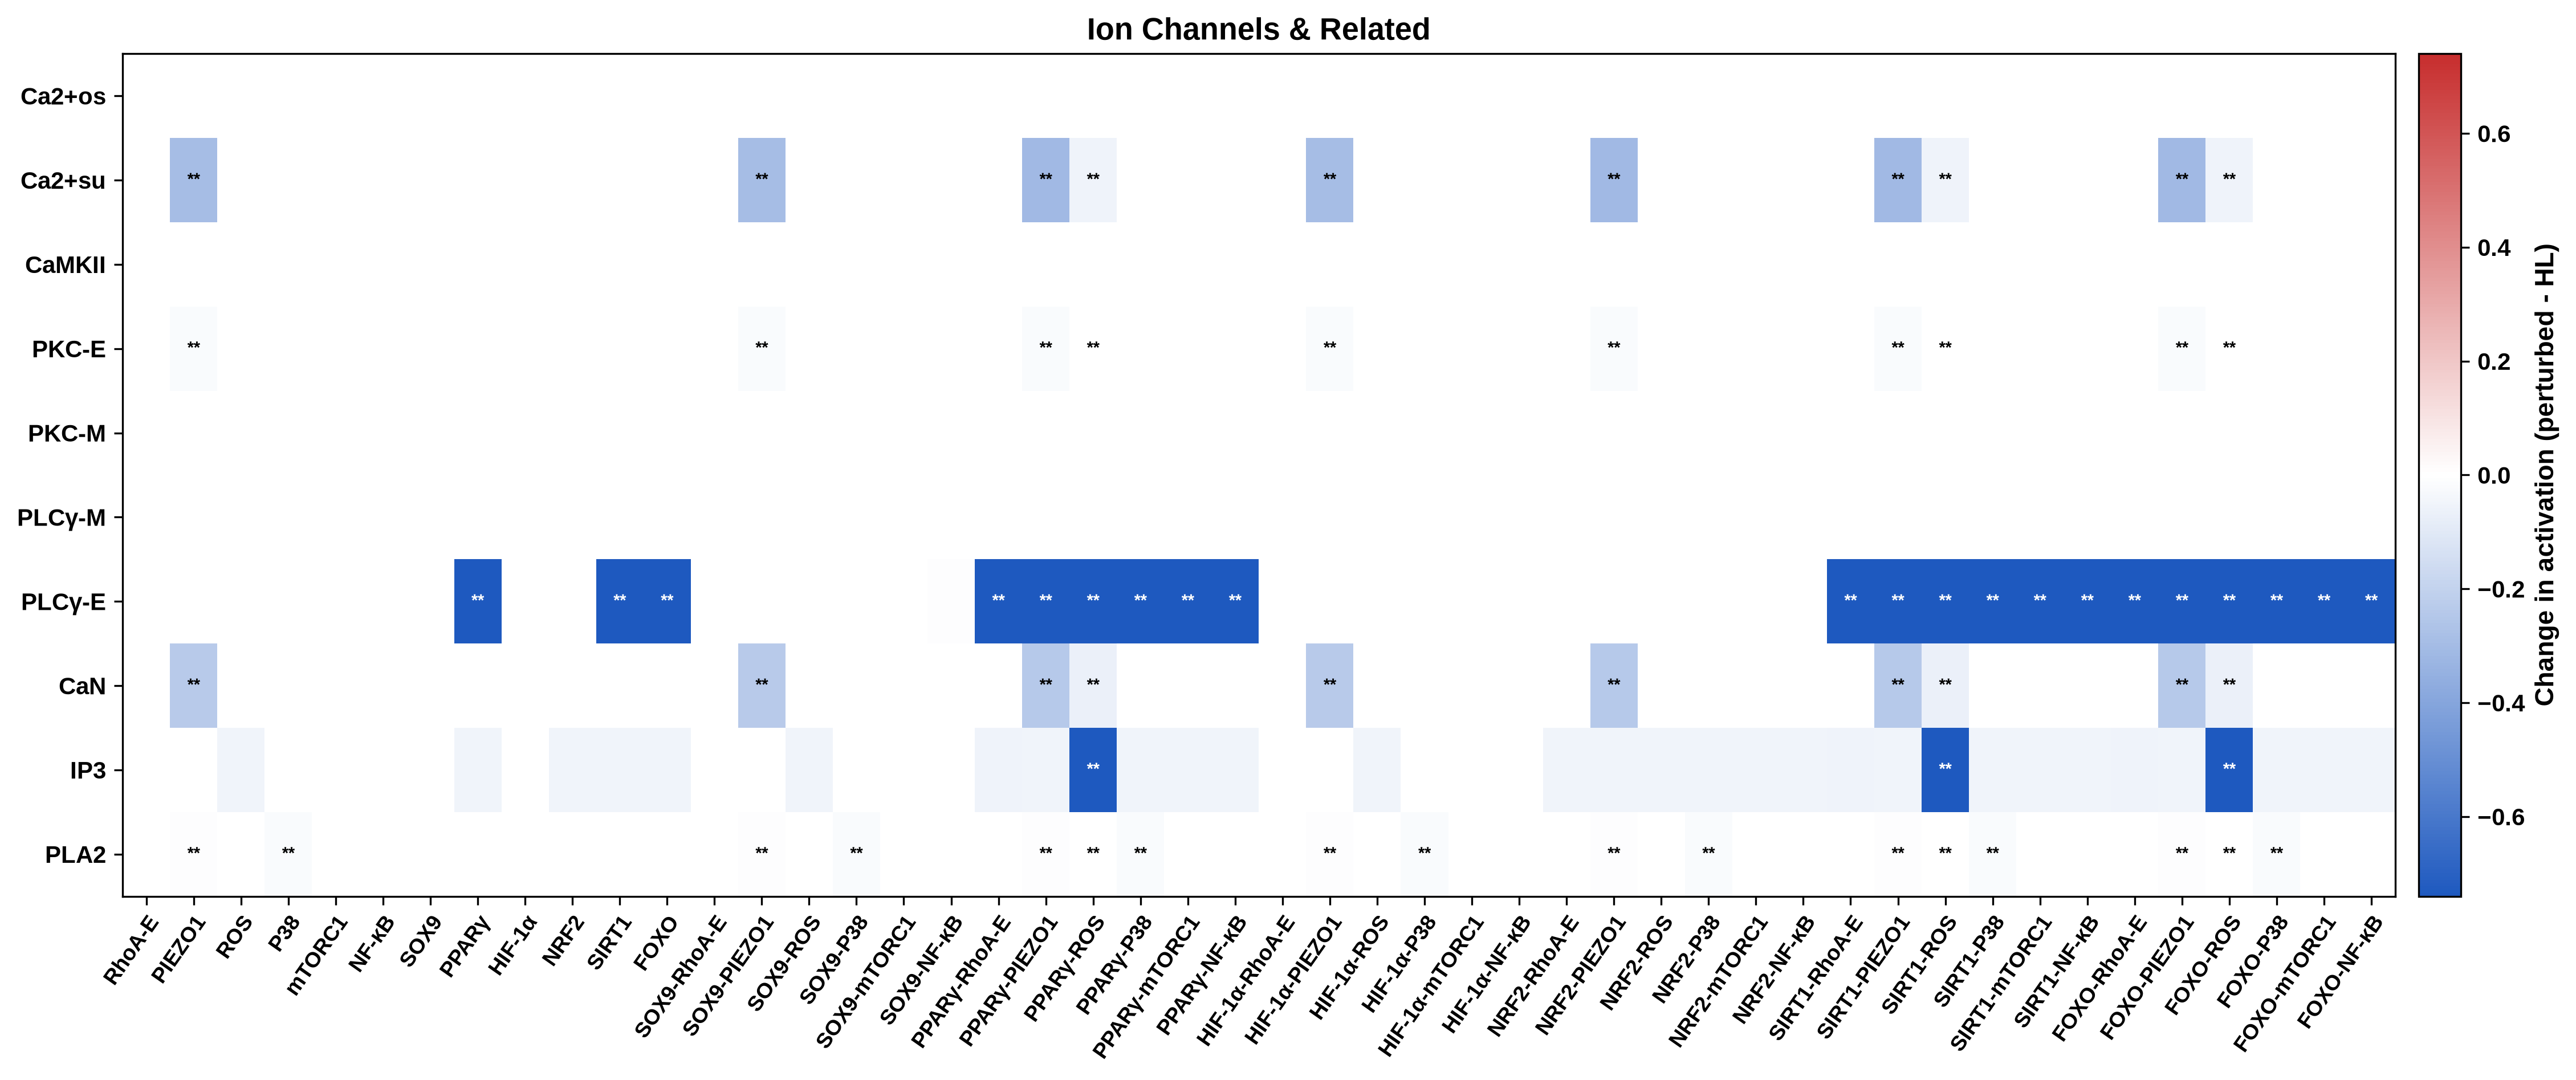 Ion Channels & Related
Ca2+os
Ca2+su
** ** ** ** ** ** ** ** ** **
CaMKII
PKC-E
** ** ** ** ** ** ** ** ** **
PKC-M
PLCγ-M
PLCγ-E
** ** ** ** ** ** ** ** ** ** ** ** ** ** ** ** ** ** ** ** **
CaN
** ** ** ** ** ** ** ** ** **
IP3
** ** **
PLA2
** ** ** ** ** ** ** ** ** ** ** ** ** ** ** ** **
RhoA-E
PIEZO1
ROS
P38
mTORC1
NF-κB
SOX9
PPARγ
HIF-1α
NRF2
SIRT1
FOXO
SOX9-RhoA-E
SOX9-PIEZO1
SOX9-ROS
SOX9-P38
SOX9-mTORC1
SOX9-NF-κB
PPARγ-RhoA-E
PPARγ-PIEZO1
PPARγ-ROS
PPARγ-P38
PPARγ-mTORC1
PPARγ-NF-κB
HIF-1α-RhoA-E
HIF-1α-PIEZO1
HIF-1α-ROS
HIF-1α-P38
HIF-1α-mTORC1
HIF-1α-NF-κB
NRF2-RhoA-E
NRF2-PIEZO1
NRF2-ROS
NRF2-P38
NRF2-mTORC1
NRF2-NF-κB
SIRT1-RhoA-E
SIRT1-PIEZO1
SIRT1-ROS
SIRT1-P38
SIRT1-mTORC1
SIRT1-NF-κB
FOXO-RhoA-E
FOXO-PIEZO1
FOXO-ROS
FOXO-P38
FOXO-mTORC1
FOXO-NF-κB
0.6
0.4
0.2
0.0
−0.2
−0.4
−0.6
Change in activation (perturbed - HL)